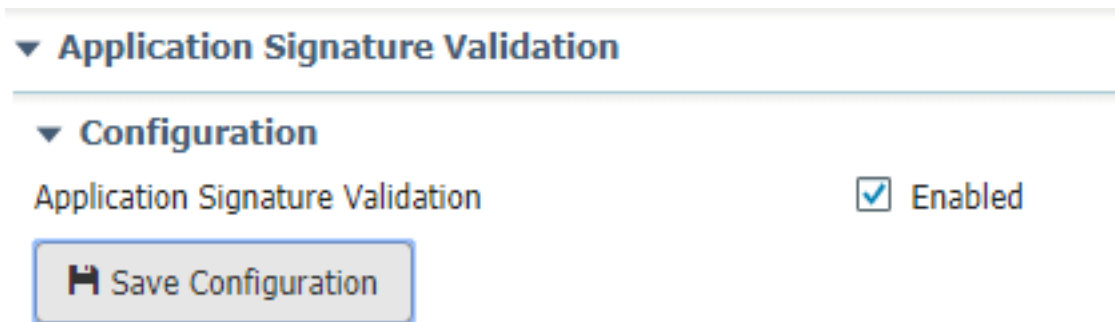 Application Signature Validation
Configuration
Application Signature Validation Enabled
Save Configuration